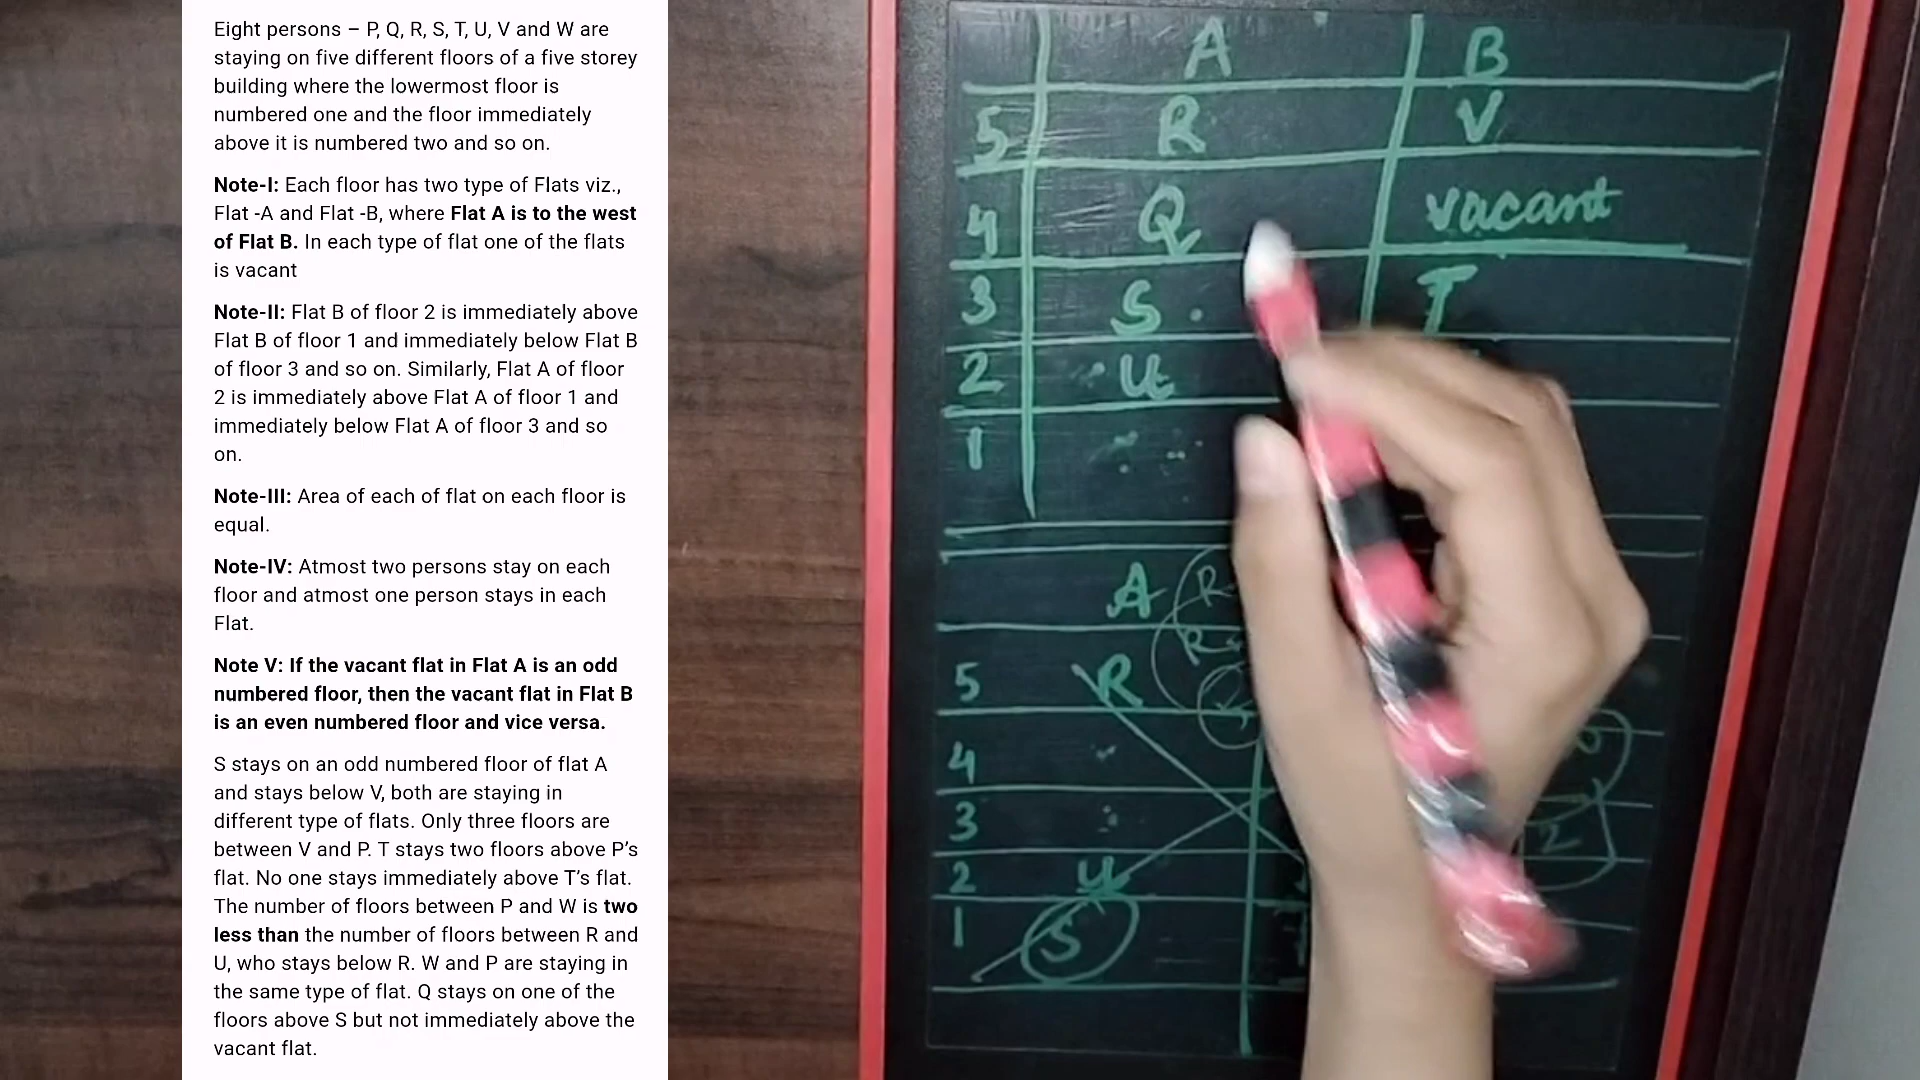 Eight persons – P, Q, R, S, T, U, V and W are
staying on five different floors of a five storey
building where the lowermost floor is
numbered one and the floor immediately
above it is numbered two and so on.
Note-I: Each floor has two type of Flats viz.,
Flat -A and Flat -B, where Flat A is to the west
of Flat B. In each type of flat one of the flats
is vacant
Note-II: Flat B of floor 2 is immediately above
Flat B of floor 1 and immediately below Flat B
of floor 3 and so on. Similarly, Flat A of floor
2 is immediately above Flat A of floor 1 and
immediately below Flat A of floor 3 and so
on.
Note-III: Area of each of flat on each floor is
equal.
Note-IV: Atmost two persons stay on each
floor and atmost one person stays in each
Flat.
Note V: If the vacant flat in Flat A is an odd
numbered floor, then the vacant flat in Flat B
is an even numbered floor and vice versa.
S stays on an odd numbered floor of flat A
and stays below V, both are staying in
different type of flats. Only three floors are
between V and P. T stays two floors above P's
flat. No one stays immediately above T's flat.
The number of floors between P and W is two
less than the number of floors between R and
U, who stays below R. W and P are staying in
the same type of flat. Q stays on one of the
floors above S but not immediately above the
vacant flat.
A B
5 R V
4 Q vacant
3 S T
2 U
1
A
5 R
4
3
2 U
1 S